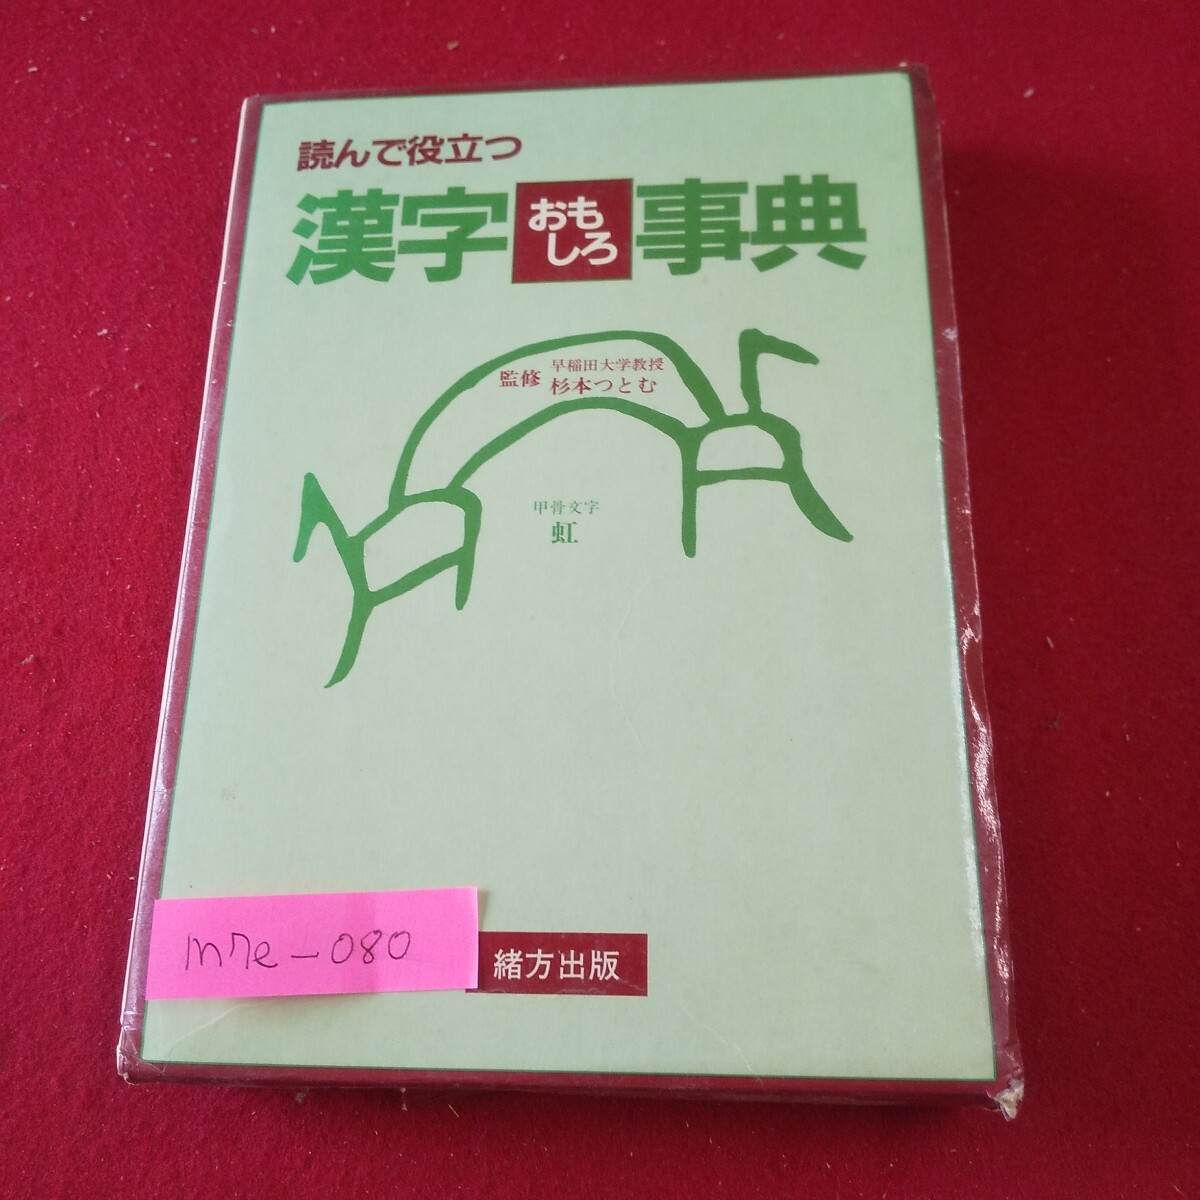 読んで役立つ
漢字おもしろ事典
監修 早稲田大学教授
杉本つとむ
甲骨文字
虹
m7e-080
緒方出版